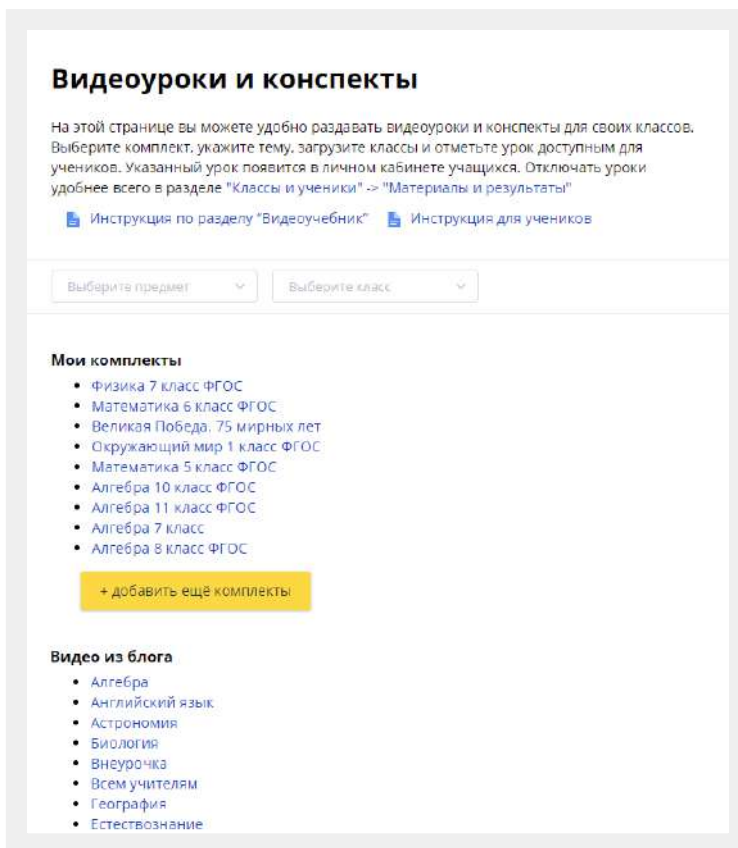 Видеоуроки и конспекты
На этой странице вы можете удобно раздавать видеоуроки и конспекты для своих классов.
Выберите комплект, укажите тему, загрузите классы и отметьте урок доступным для
учеников. Указанный урок появится в личном кабинете учащихся. Отключать уроки
удобнее всего в разделе "Классы и ученики" -> "Материалы и результаты"
Инструкция по разделу "Видеоучебник" Инструкция для учеников
Выберите предмет Выберите класс
Мои комплекты
• Физика 7 класс ФГОС
• Математика 6 класс ФГОС
• Великая Победа. 75 мирных лет
• Окружающий мир 1 класс ФГОС
• Математика 5 класс ФГОС
• Алгебра 10 класс ФГОС
• Алгебра 11 класс ФГОС
• Алгебра 7 класс
• Алгебра 8 класс ФГОС
+ добавить ещё комплекты
Видео из блога
• Алгебра
• Английский язык
• Астрономия
• Биология
• Внеурочка
• Всем учителям
• География
• Естествознание